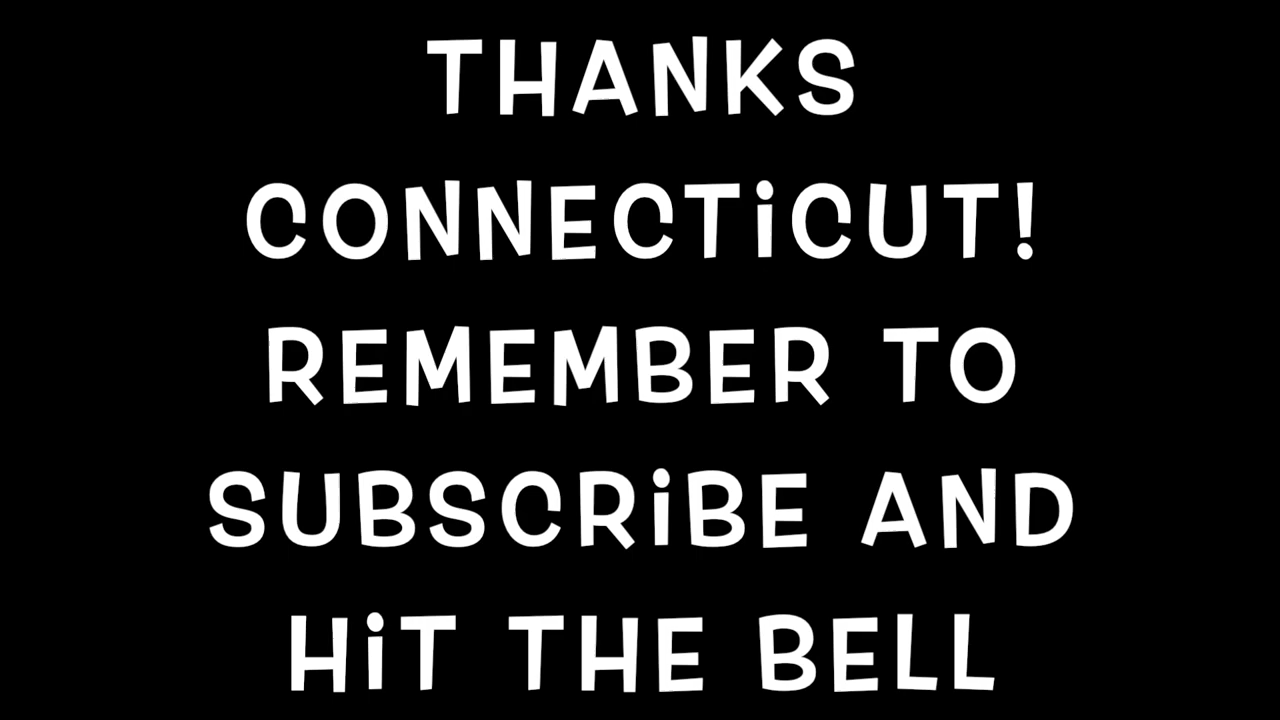 THANKS
CONNECTiCUT!
REMEMBER TO
SUBSCRiBE AND
HiT THE BELL